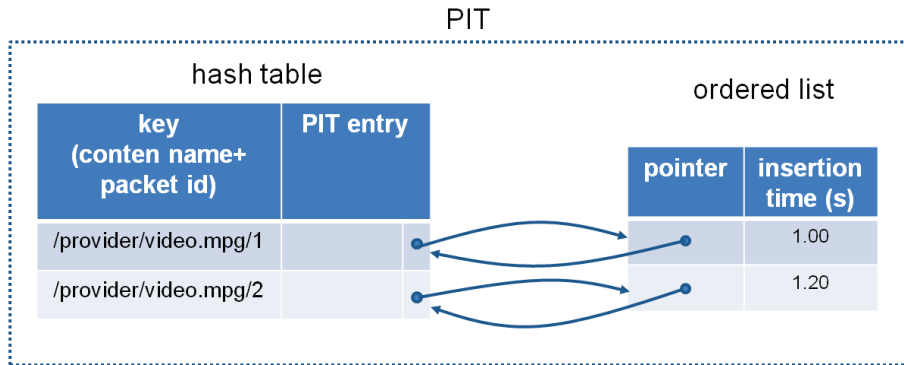 PIT
hash table
key
(conten name+
packet id)
PIT entry
/provider/video.mpg/1
/provider/video.mpg/2
ordered list
pointer
insertion
time (s)
1.00
1.20